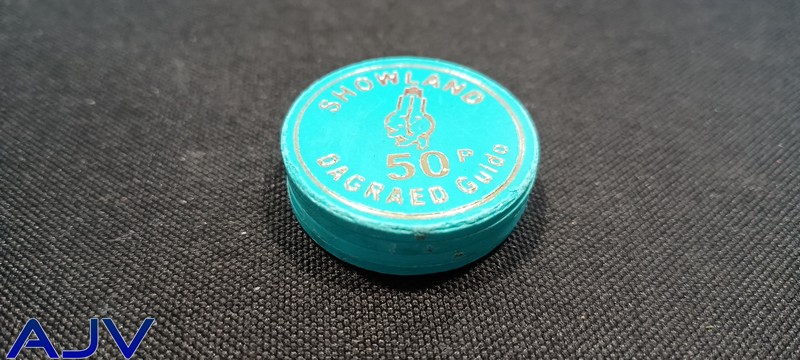 SHOWLAND
50P
DAGRAED Guido
AJV